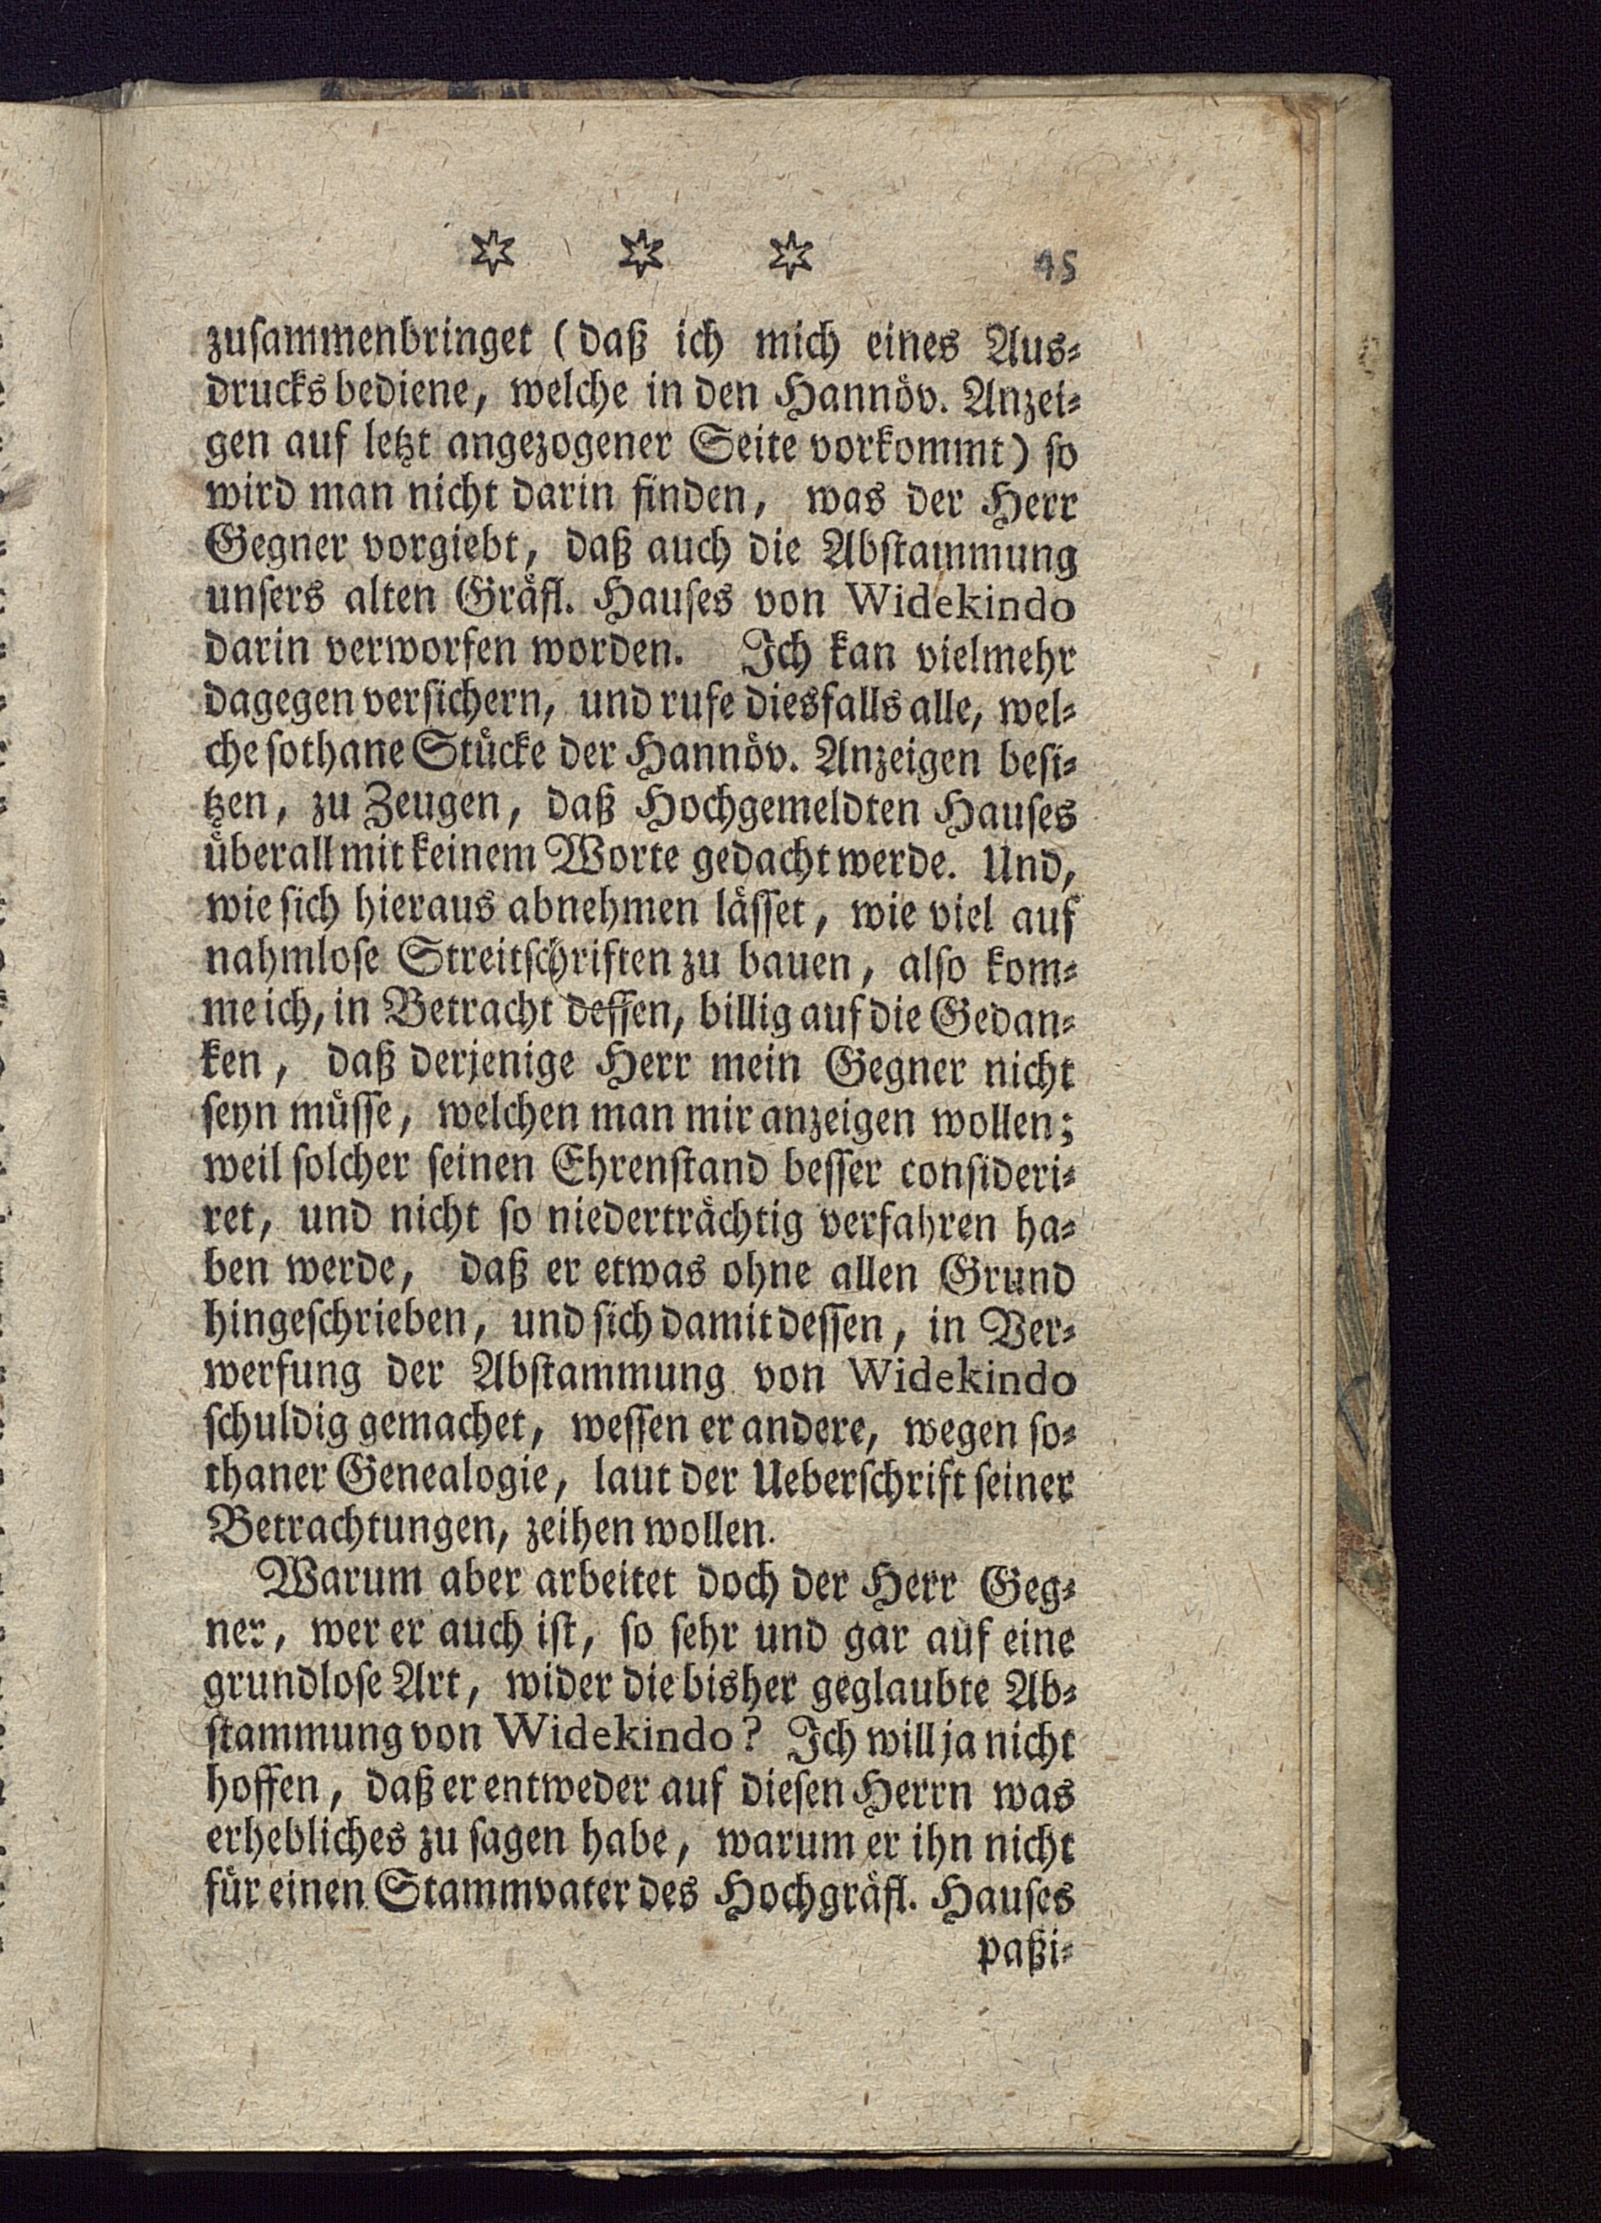 * * * 45
zusammenbringet (daß ich mich eines Aus-
drucks bediene, welche in den Hannöv. Anzei-
gen auf letzt angezogener Seite vorkommt) so
wird man nicht darin finden, was der Herr
Gegner vorgiebt, daß auch die Abstammung
unsers alten Gräfl. Hauses von Widekindo
darin verworfen worden. Ich kan vielmehr
dagegen versichern, und rufe diesfalls alle, wel-
che sothane Stücke der Hannöv. Anzeigen besi-
tzen, zu Zeugen, daß Hochgemeldten Hauses
überall mit keinem Worte gedacht werde. Und,
wie sich hieraus abnehmen lässet, wie viel auf
nahmlose Streitschriften zu bauen, also kom-
me ich, in Betracht dessen, billig auf die Gedan-
ken, daß derjenige Herr mein Gegner nicht
seyn müsse, welchen man mir anzeigen wollen;
weil solcher seinen Ehrenstand besser consideri-
ret, und nicht so niederträchtig verfahren ha-
ben werde, daß er etwas ohne allen Grund
hingeschrieben, und sich damit dessen, in Ver-
werfung der Abstammung von Widekindo
schuldig gemachet, wessen er andere, wegen so-
thaner Genealogie, laut der Ueberschrift seiner
Betrachtungen, zeihen wollen.
Warum aber arbeitet doch der Herr Geg-
ner, wer er auch ist, so sehr und gar auf eine
grundlose Art, wider die bisher geglaubte Ab-
stammung von Widekindo? Ich will ja nicht
hoffen, daß er entweder auf diesen Herrn was
erhebliches zu sagen habe, warum er ihn nicht
für einen Stammvater des Hochgräfl. Hauses
paßi-